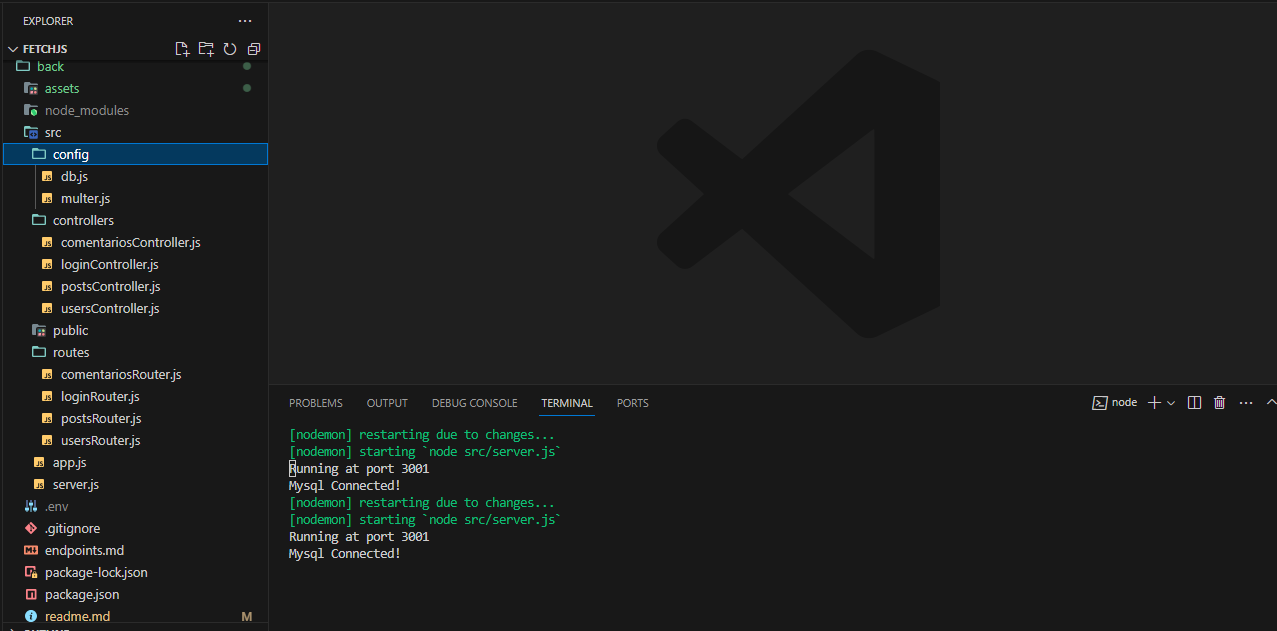 EXPLORER
FETCHJS
back
assets
node_modules
src
config
db.js
multer.js
controllers
comentariosController.js
loginController.js
postsController.js
usersController.js
public
routes
comentariosRouter.js
loginRouter.js
postsRouter.js
usersRouter.js
app.js
server.js
.env
.gitignore
endpoints.md
package-lock.json
package.json
readme.md M
PROBLEMS OUTPUT DEBUG CONSOLE TERMINAL PORTS node
[nodemon] restarting due to changes...
[nodemon] starting `node src/server.js`
Running at port 3001
Mysql Connected!
[nodemon] restarting due to changes...
[nodemon] starting `node src/server.js`
Running at port 3001
Mysql Connected!